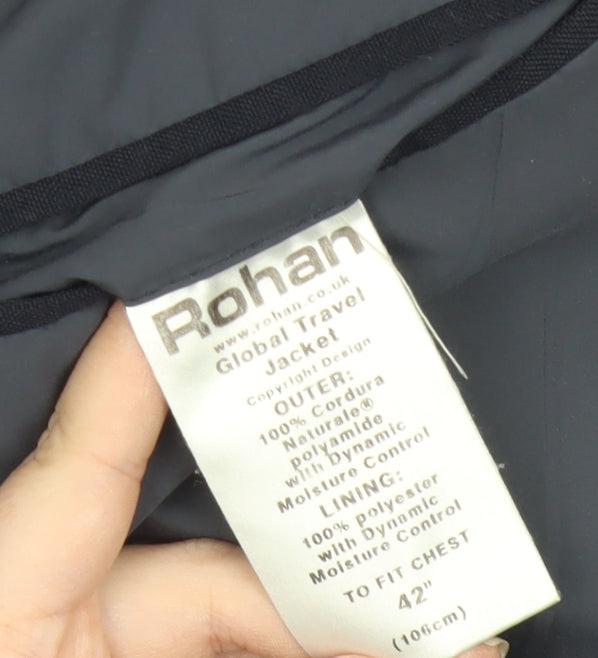 Rohan
www.rohan.co.uk
Global Travel
Jacket
Copyright Design
OUTER:
100% Cordura
Naturale®
polyamide
with Dynamic
Moisture Control
LINING:
100% polyester
with Dynamic
Moisture Control
TO FIT CHEST
42"
(106cm)